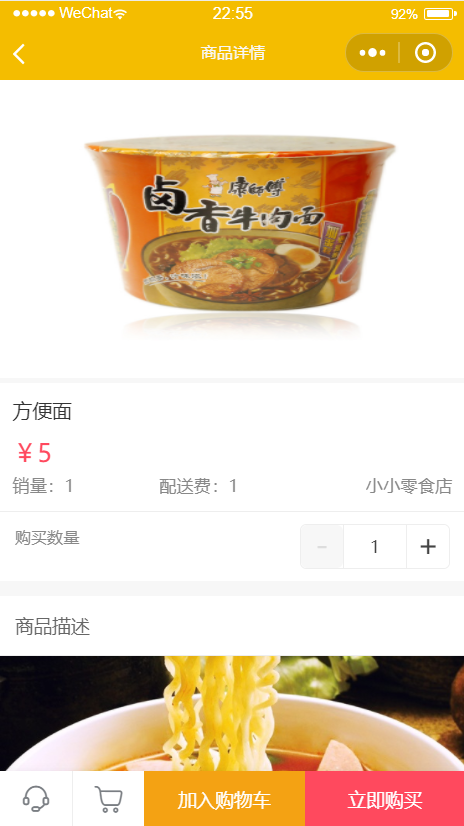 WeChat
22:55
92%
商品详情
康师傅
卤香牛肉面
方便面
￥5
销量：1
配送费：1
小小零食店
购买数量
-
1
+
商品描述
加入购物车
立即购买